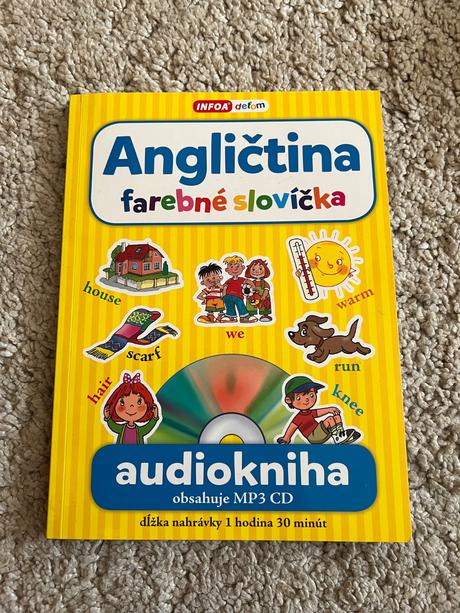 INFOA deťom
Angličtina
farebné slovíčka
house
we
warm
scarf
run
hair
knee
audiokniha
obsahuje MP3 CD
dĺžka nahrávky 1 hodina 30 minút